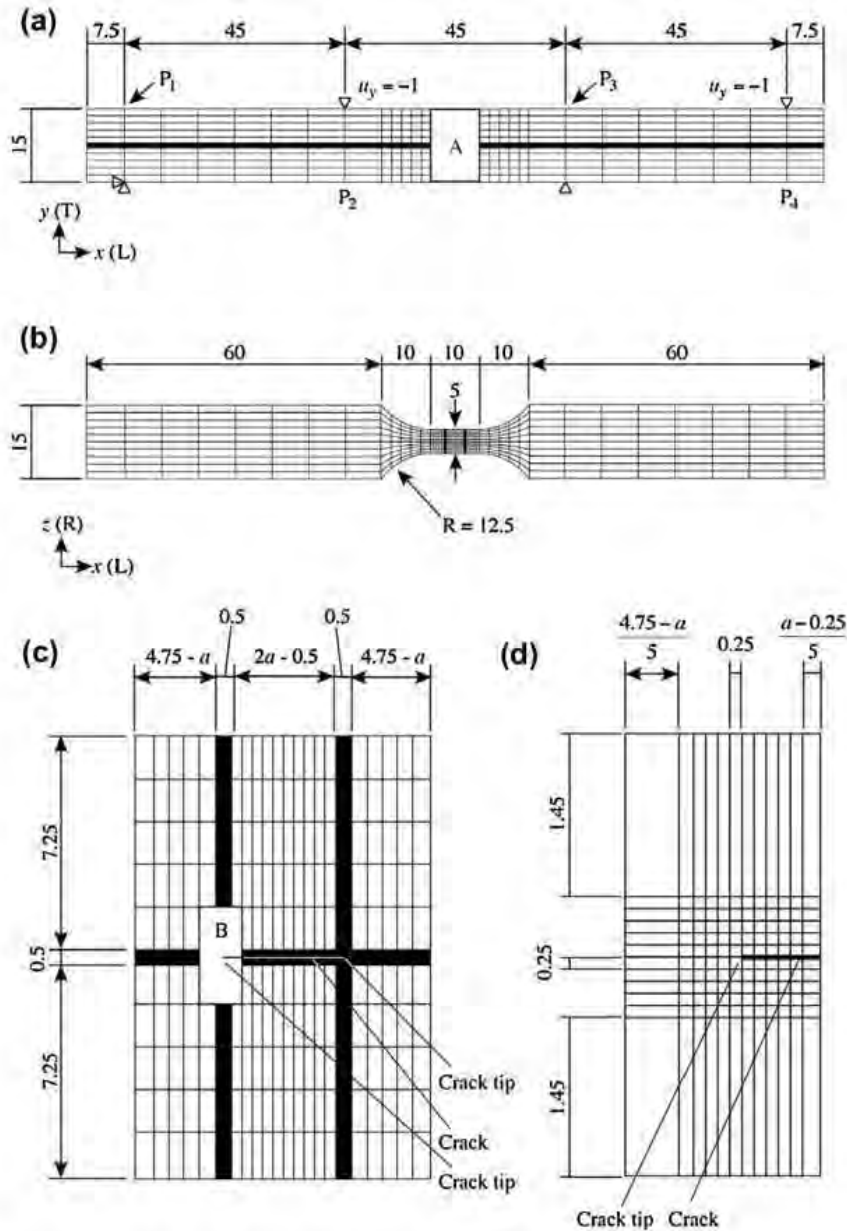 (a)
7.5 45 45 45 7.5
P₁ u_y = −1 P₃ u_y = −1
15
A
P₂ P₄
y (T)
x (L)
(b)
60 10 10 10 60
5
15
R = 12.5
z (R)
x (L)
(c)
0.5 0.5
4.75 - a 2a - 0.5 4.75 - a
7.25
B
0.5
7.25
Crack tip
Crack
Crack tip
(d)
4.75 − a a − 0.25
5 0.25 5
1.45
0.25
1.45
Crack tip Crack